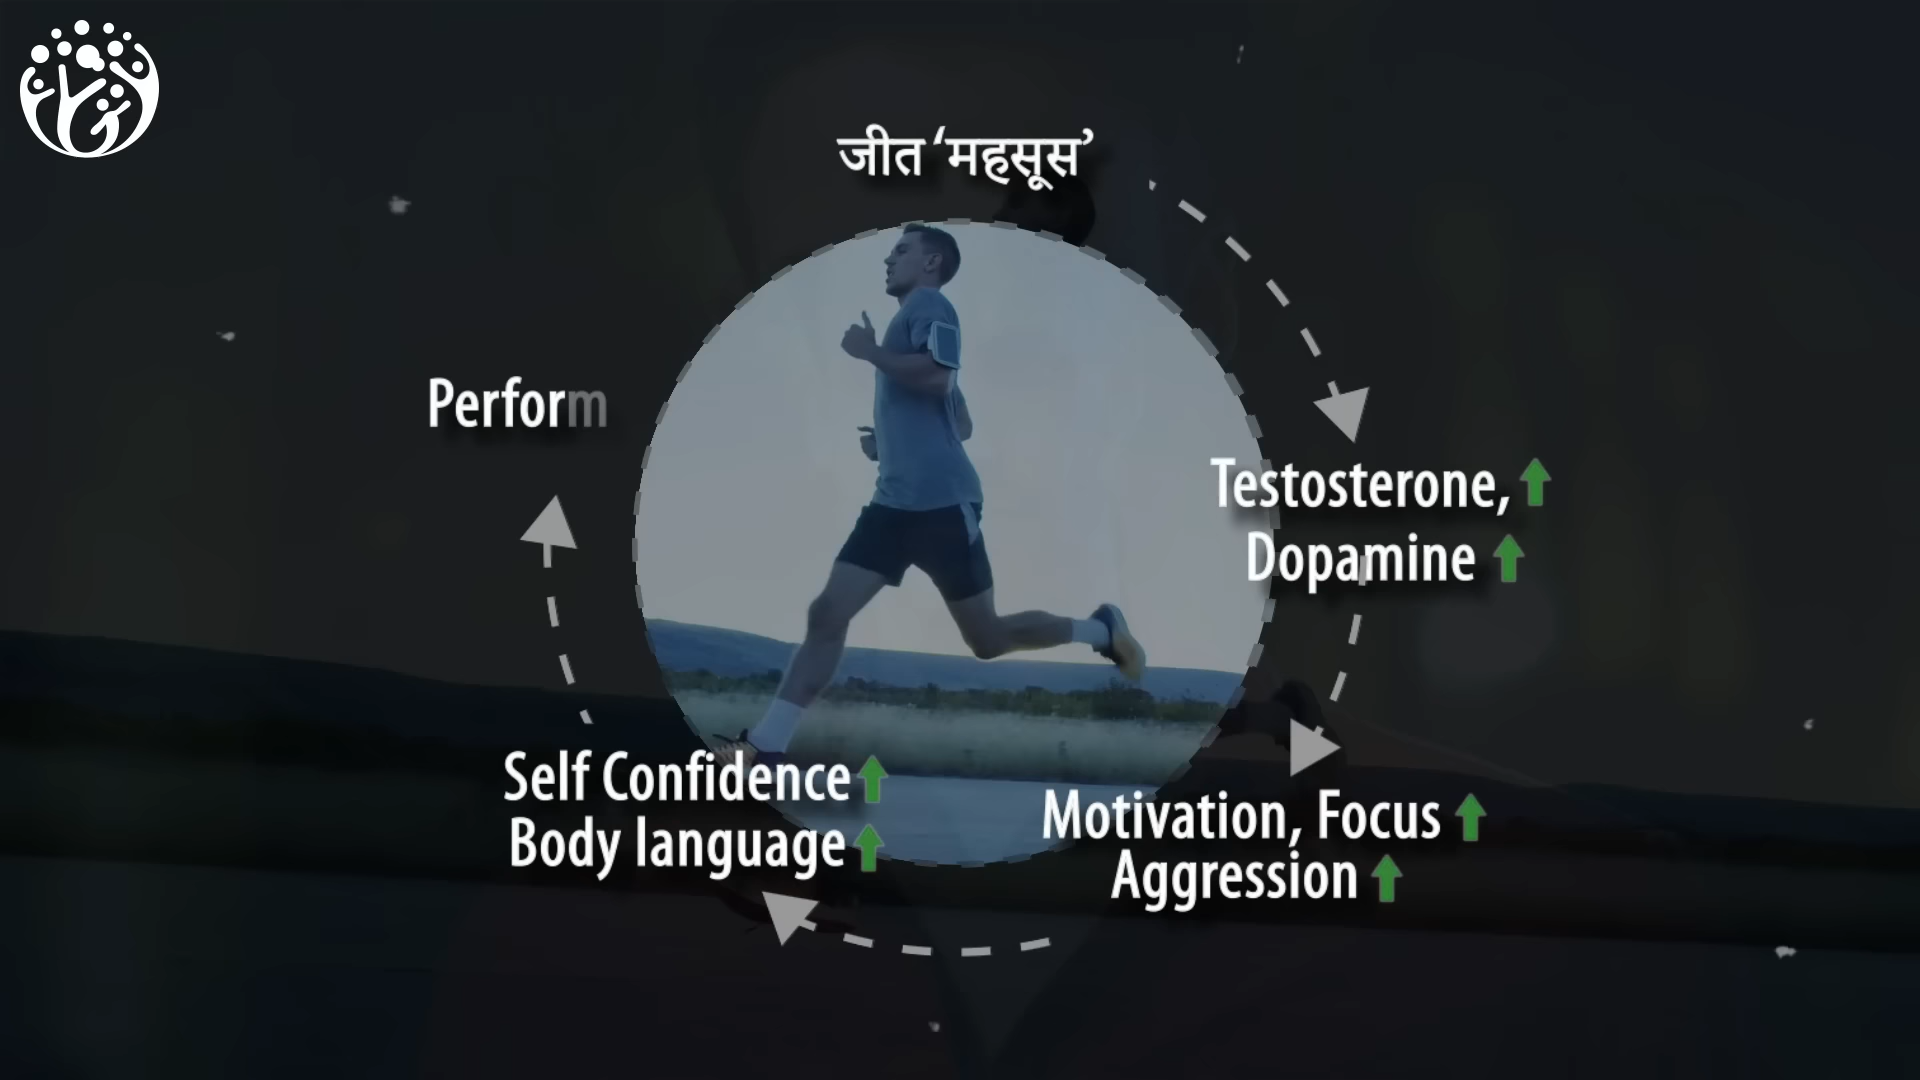 जीत ‘महसूस’
Testosterone,
Dopamine
Motivation, Focus
Aggression
Self Confidence
Body language
Perform